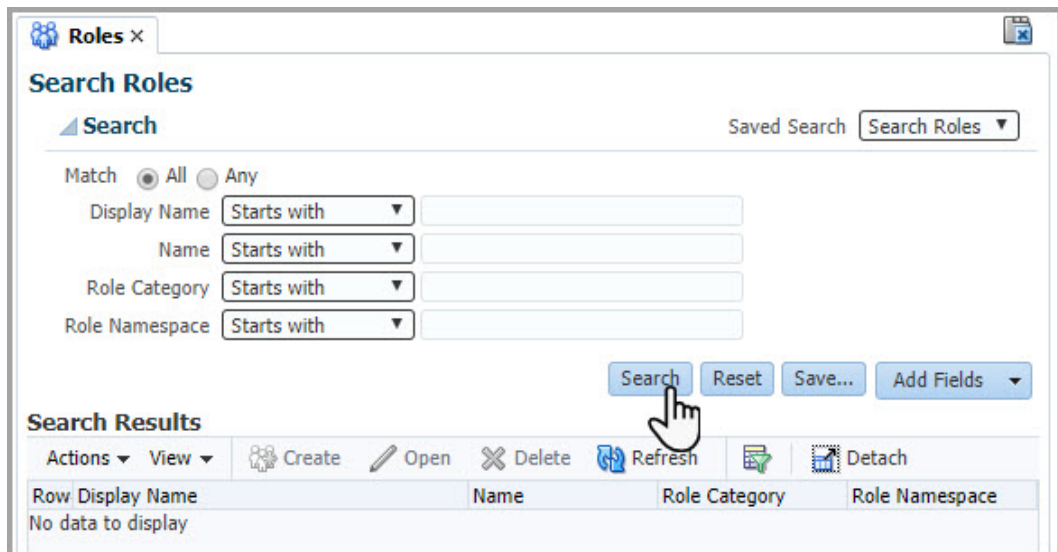 Roles ×
Search Roles
Search Saved Search Search Roles
Match All Any
Display Name Starts with
Name Starts with
Role Category Starts with
Role Namespace Starts with
Search Reset Save... Add Fields
Search Results
Actions View Create Open Delete Refresh Detach
Row Display Name Name Role Category Role Namespace
No data to display